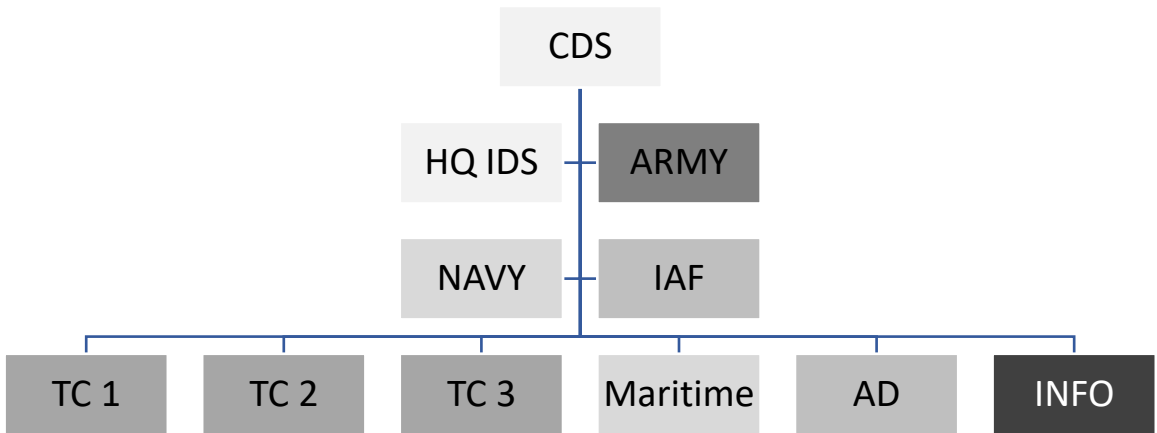 CDS
HQ IDS
ARMY
NAVY
IAF
TC 1
TC 2
TC 3
Maritime
AD
INFO